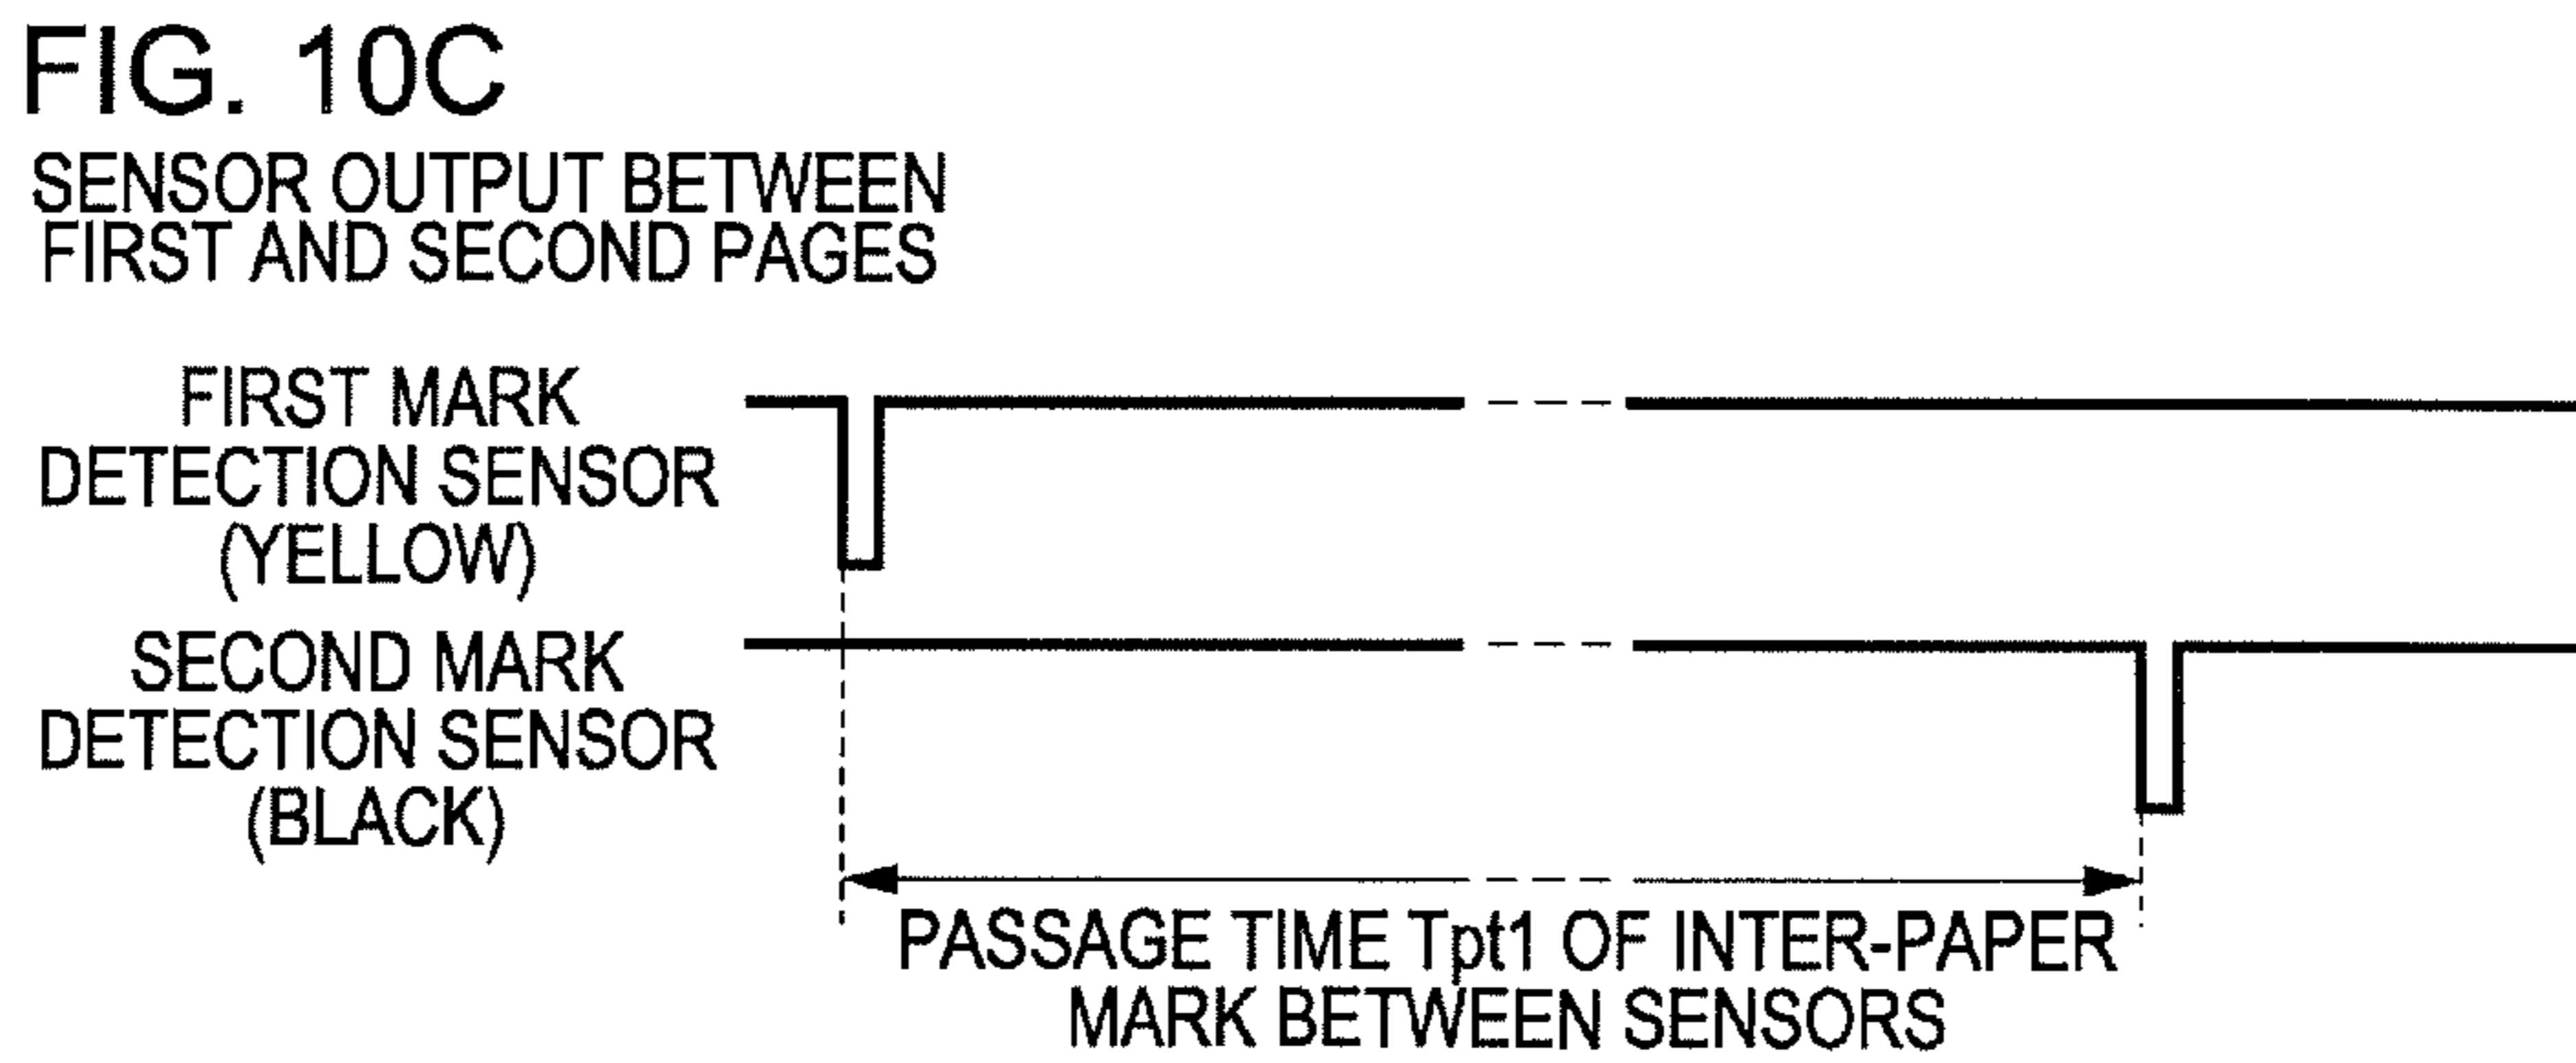 FIG. 10C
SENSOR OUTPUT BETWEEN
FIRST AND SECOND PAGES
FIRST MARK
DETECTION SENSOR
(YELLOW)
SECOND MARK
DETECTION SENSOR
(BLACK)
PASSAGE TIME Tpt1 OF INTER-PAPER
MARK BETWEEN SENSORS